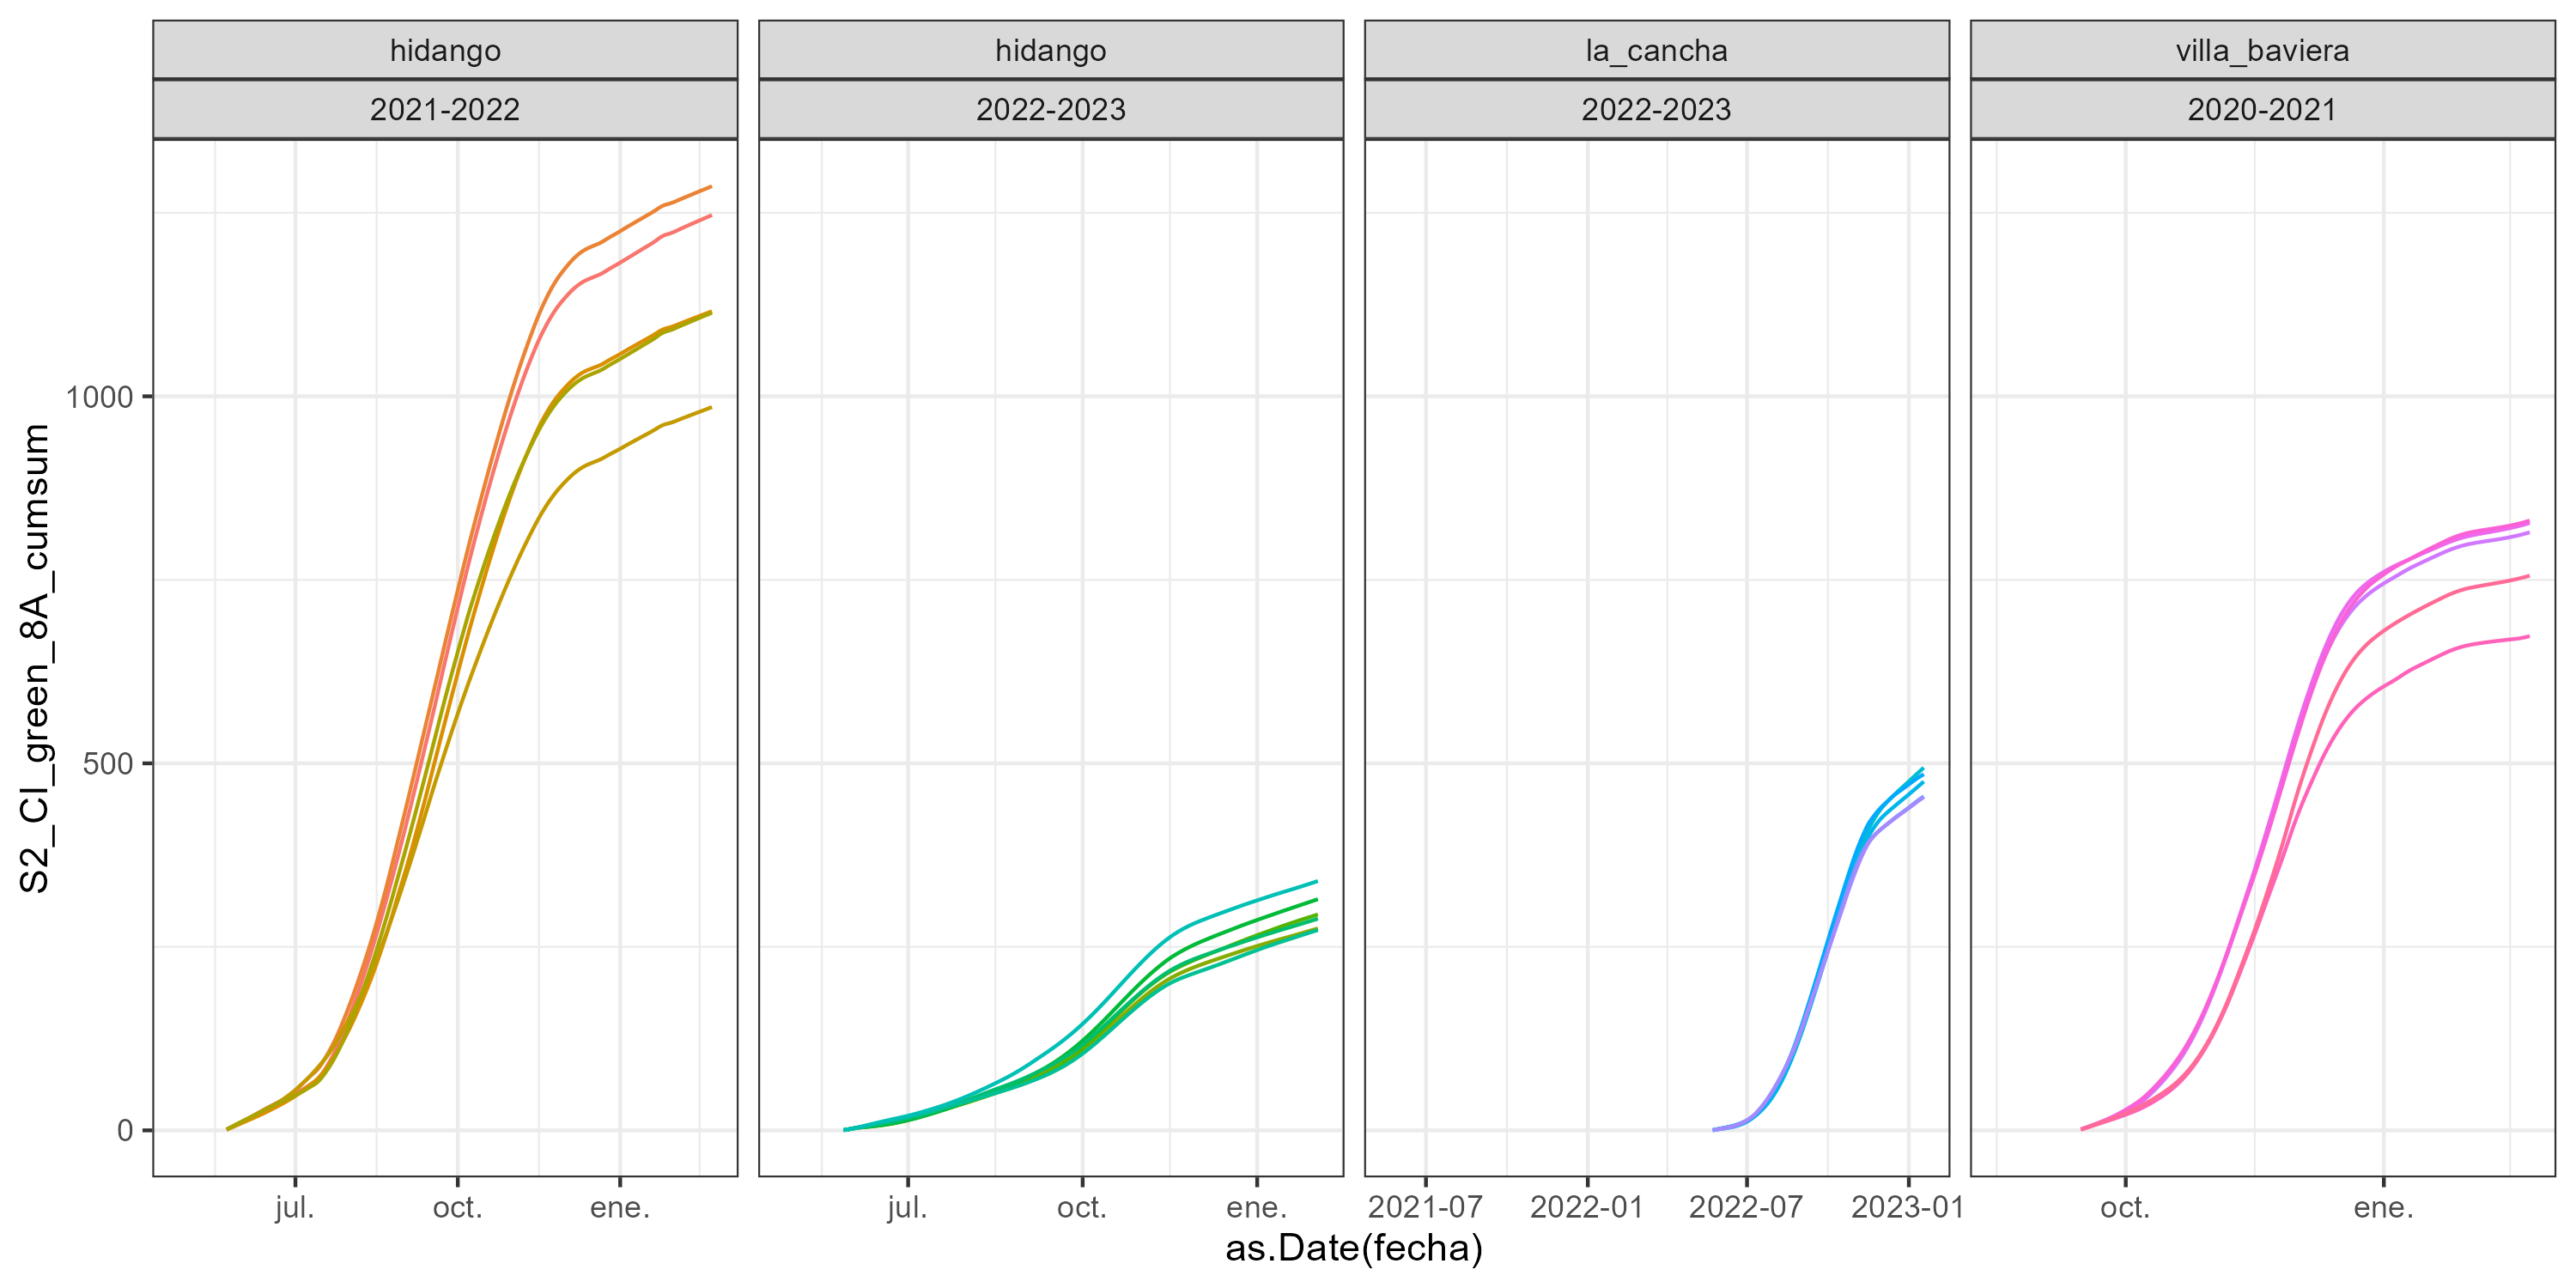 hidango
hidango
la_cancha
villa_baviera
2021-2022
2022-2023
2022-2023
2020-2021
S2_CI_green_8A_cumsum
1000
500
0
jul.
oct.
ene.
jul.
oct.
ene.
2021-07
2022-01
2022-07
2023-01
oct.
ene.
as.Date(fecha)